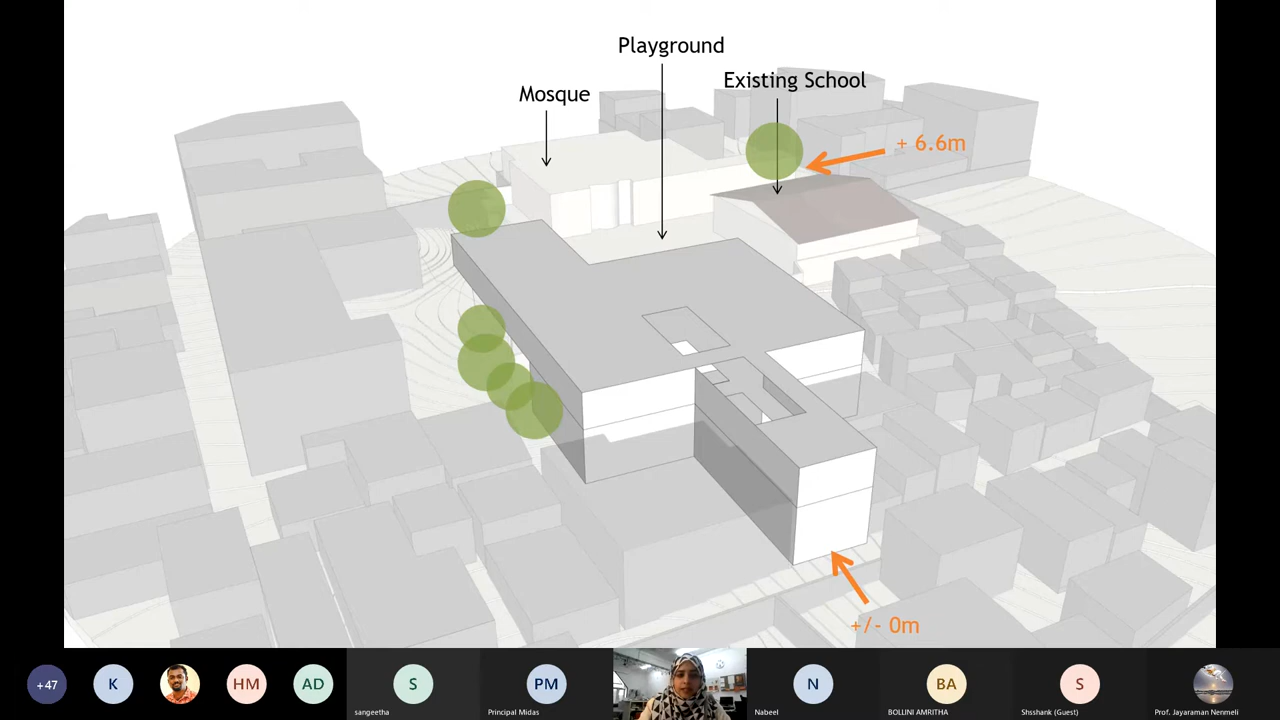 Playground
Existing School
Mosque
+ 6.6m
+/- 0m
+47
K
HM
AD
S
sangeetha
PM
Principal Midas
N
Nabeel
BA
BOLLINI AMRITHA
S
Shsshank (Guest)
Prof. Jayaraman Nenmeli